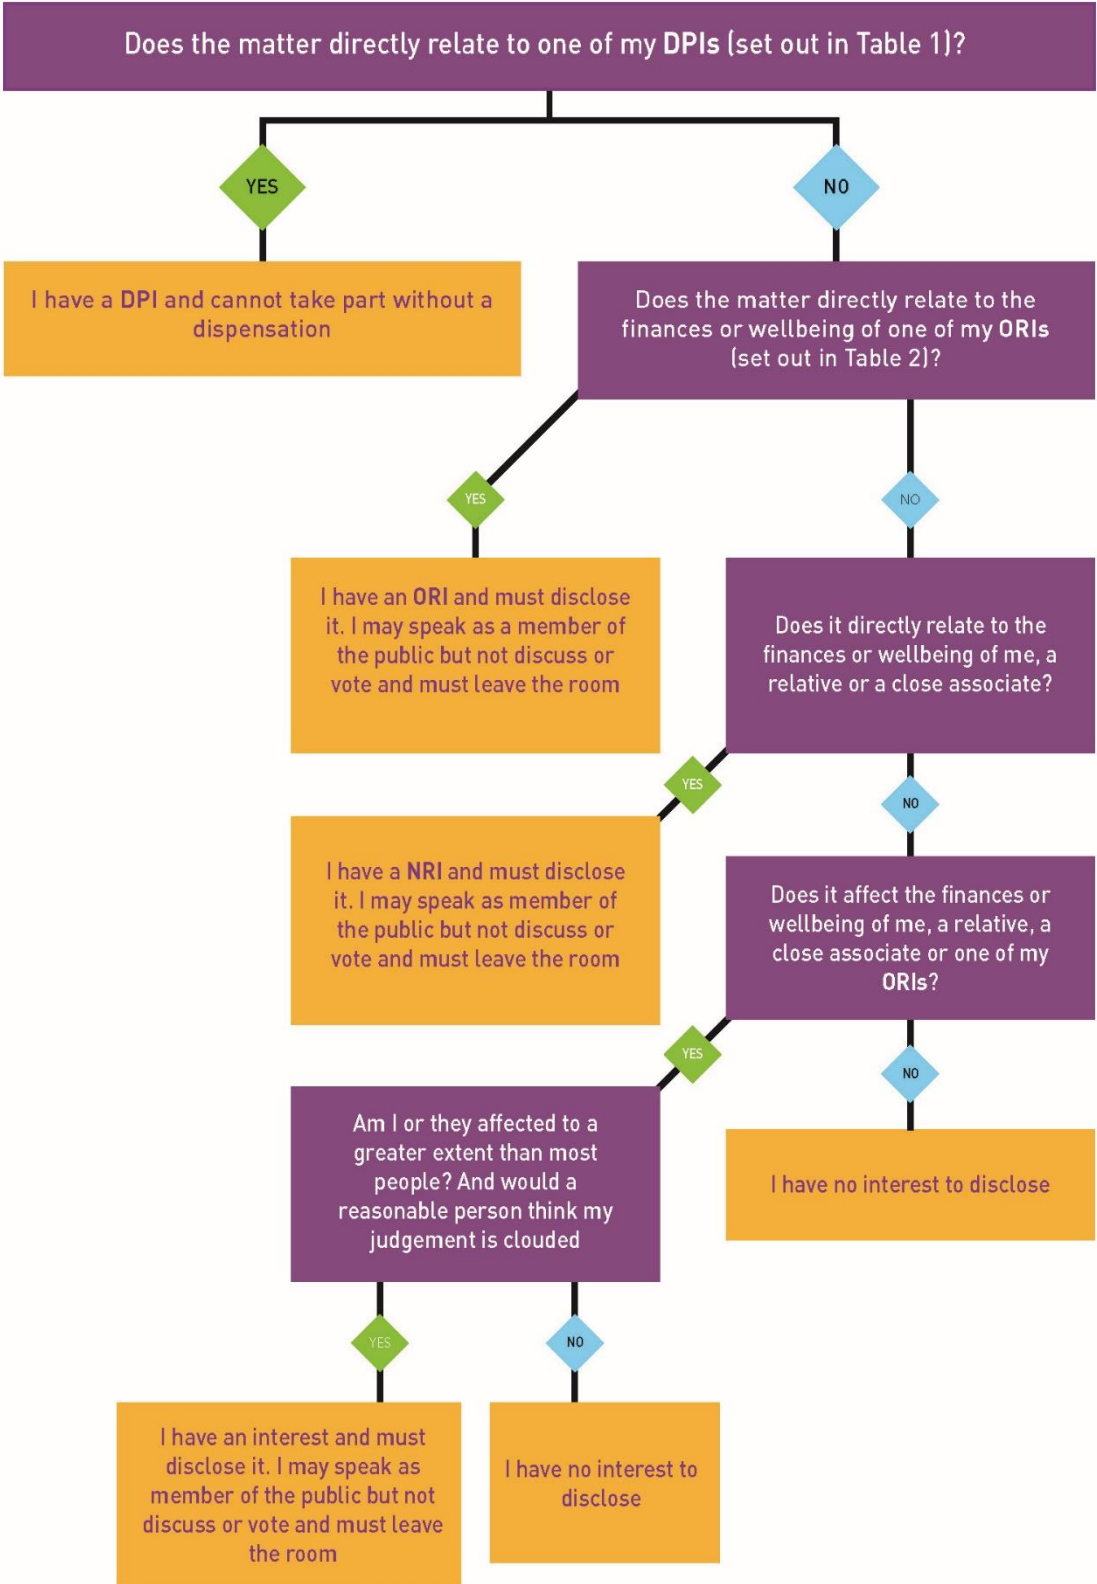 Does the matter directly relate to one of my DPIs (set out in Table 1)?
YES
NO
I have a DPI and cannot take part without a
dispensation
Does the matter directly relate to the
finances or wellbeing of one of my ORIs
(set out in Table 2)?
YES
NO
I have an ORI and must disclose
it. I may speak as a member of
the public but not discuss or
vote and must leave the room
Does it directly relate to the
finances or wellbeing of me, a
relative or a close associate?
YES
NO
I have a NRI and must disclose
it. I may speak as member of
the public but not discuss or
vote and must leave the room
Does it affect the finances or
wellbeing of me, a relative, a
close associate or one of my
ORIs?
YES
NO
Am I or they affected to a
greater extent than most
people? And would a
reasonable person think my
judgement is clouded
I have no interest to disclose
YES
NO
I have an interest and must
disclose it. I may speak as
member of the public but not
discuss or vote and must leave
the room
I have no interest to
disclose